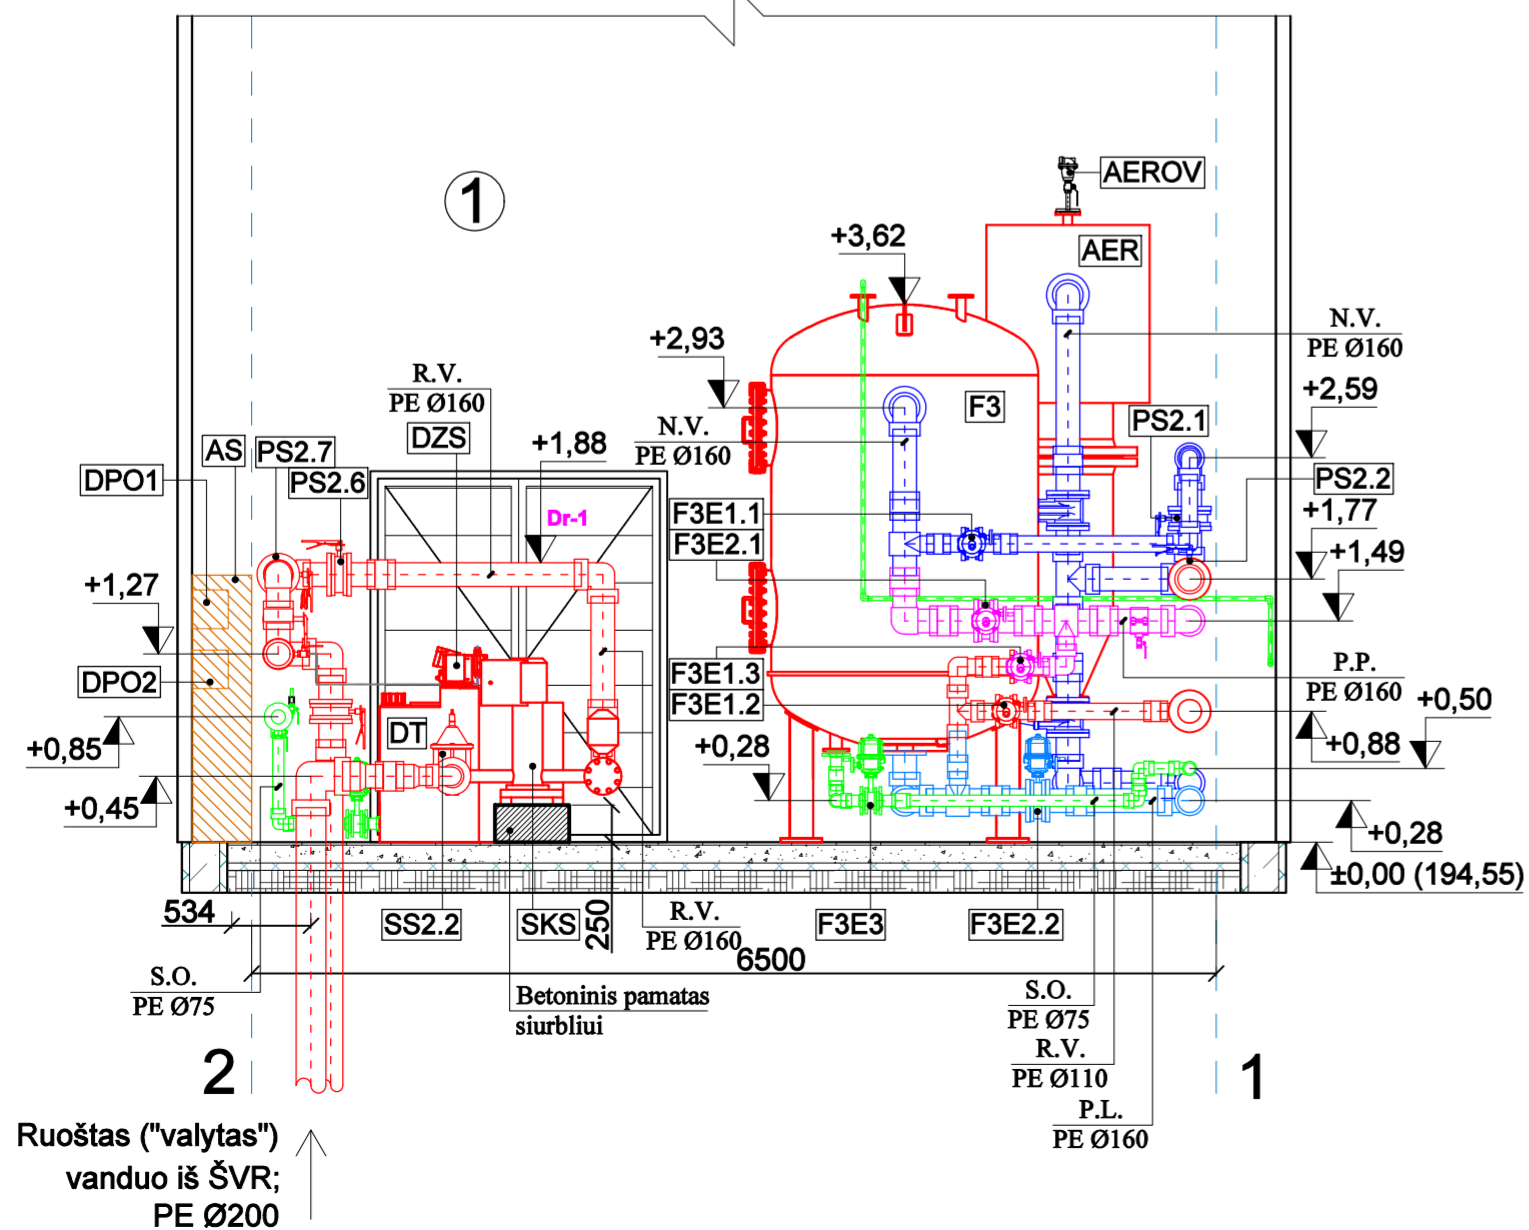 1
AEROV
AER
+3,62
N.V.
PE Ø160
+2,93
R.V.
PE Ø160
F3
+2,59
PS2.1
N.V.
PE Ø160
DZS
+1,88
AS
PS2.7
DPO1
PS2.6
PS2.2
+1,77
F3E1.1
Dr-1
F3E2.1
+1,49
+1,27
F3E1.3
P.P.
PE Ø160
DPO2
F3E1.2
+0,50
DT
+0,85
+0,28
+0,88
+0,45
+0,28
±0,00 (194,55)
534
SS2.2
SKS
250
R.V.
PE Ø160
F3E3
F3E2.2
6500
S.O.
PE Ø75
Betoninis pamatas
siurbliui
S.O.
PE Ø75
R.V.
PE Ø110
2
1
P.L.
PE Ø160
Ruoštas ("valytas")
vanduo iš ŠVR;
PE Ø200